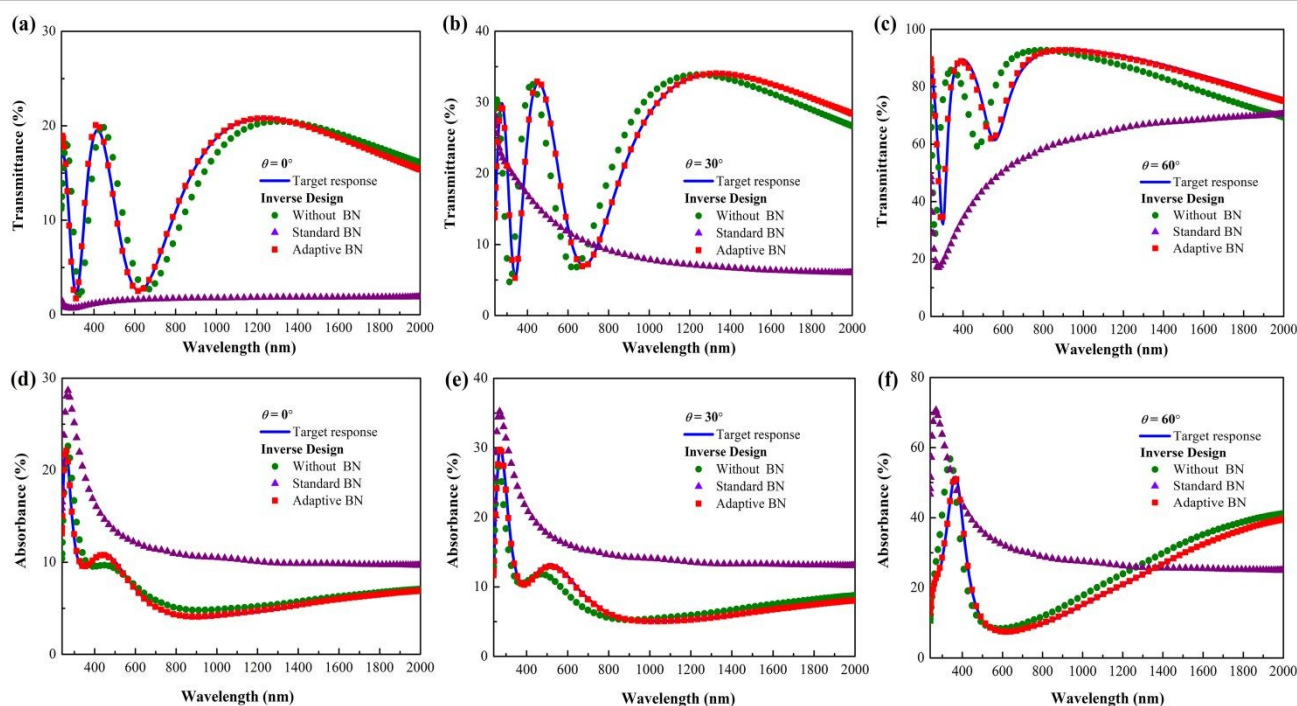 (a)
40
30
20
10
0
Transmittance (%)
θ = 0°
Target response
Inverse Design
Without BN
Standard BN
Adaptive BN
400 600 800 1000 1200 1400 1600 1800 2000
Wavelength (nm)
(b)
40
30
20
10
0
Transmittance (%)
θ = 30°
Target response
Inverse Design
Without BN
Standard BN
Adaptive BN
400 600 800 1000 1200 1400 1600 1800 2000
Wavelength (nm)
(c)
100
80
60
40
20
0
Transmittance (%)
θ = 60°
Target response
Inverse Design
Without BN
Standard BN
Adaptive BN
400 600 800 1000 1200 1400 1600 1800 2000
Wavelength (nm)
(d)
30
20
10
0
Absorbance (%)
θ = 0°
Target response
Inverse Design
Without BN
Standard BN
Adaptive BN
400 600 800 1000 1200 1400 1600 1800 2000
Wavelength (nm)
(e)
40
30
20
10
0
Absorbance (%)
θ = 30°
Target response
Inverse Design
Without BN
Standard BN
Adaptive BN
400 600 800 1000 1200 1400 1600 1800 2000
Wavelength (nm)
(f)
80
60
40
20
0
Absorbance (%)
θ = 60°
Target response
Inverse Design
Without BN
Standard BN
Adaptive BN
400 600 800 1000 1200 1400 1600 1800 2000
Wavelength (nm)